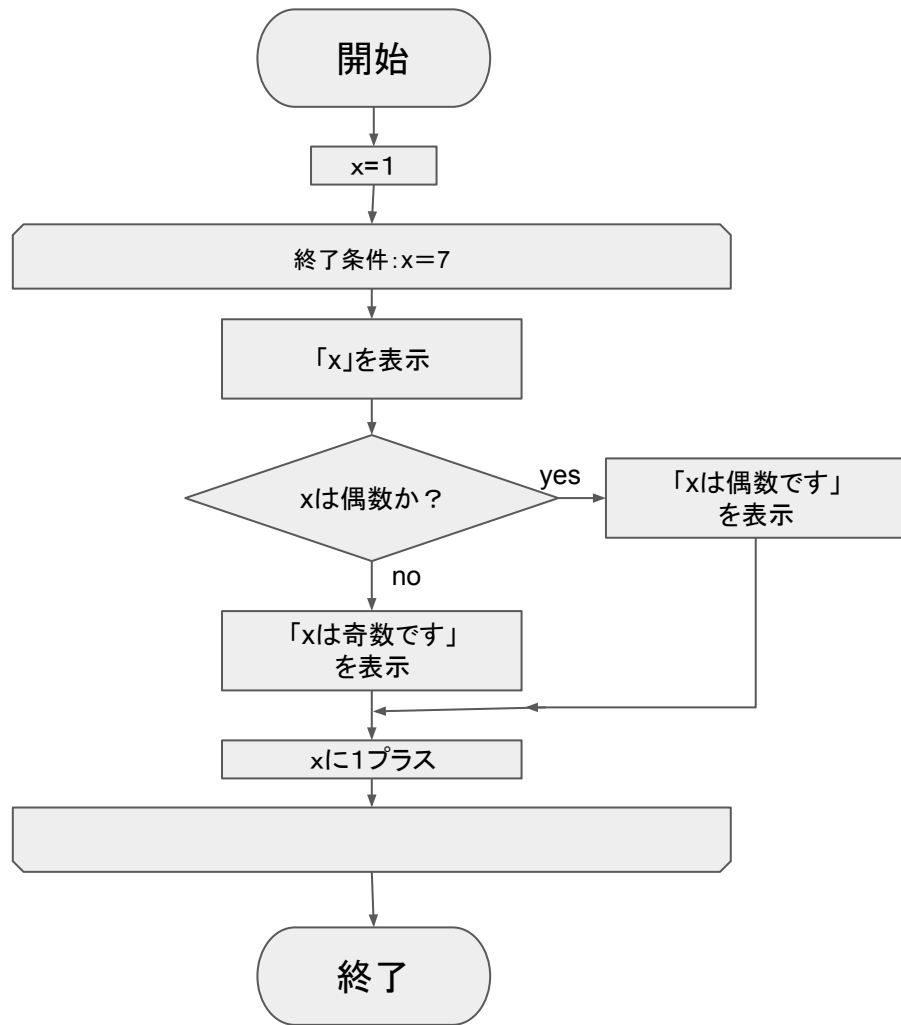 開始
x=1
終了条件：x＝7
「x」を表示
xは偶数か？
yes
「xは偶数です」
を表示
no
「xは奇数です」
を表示
xに1プラス
終了